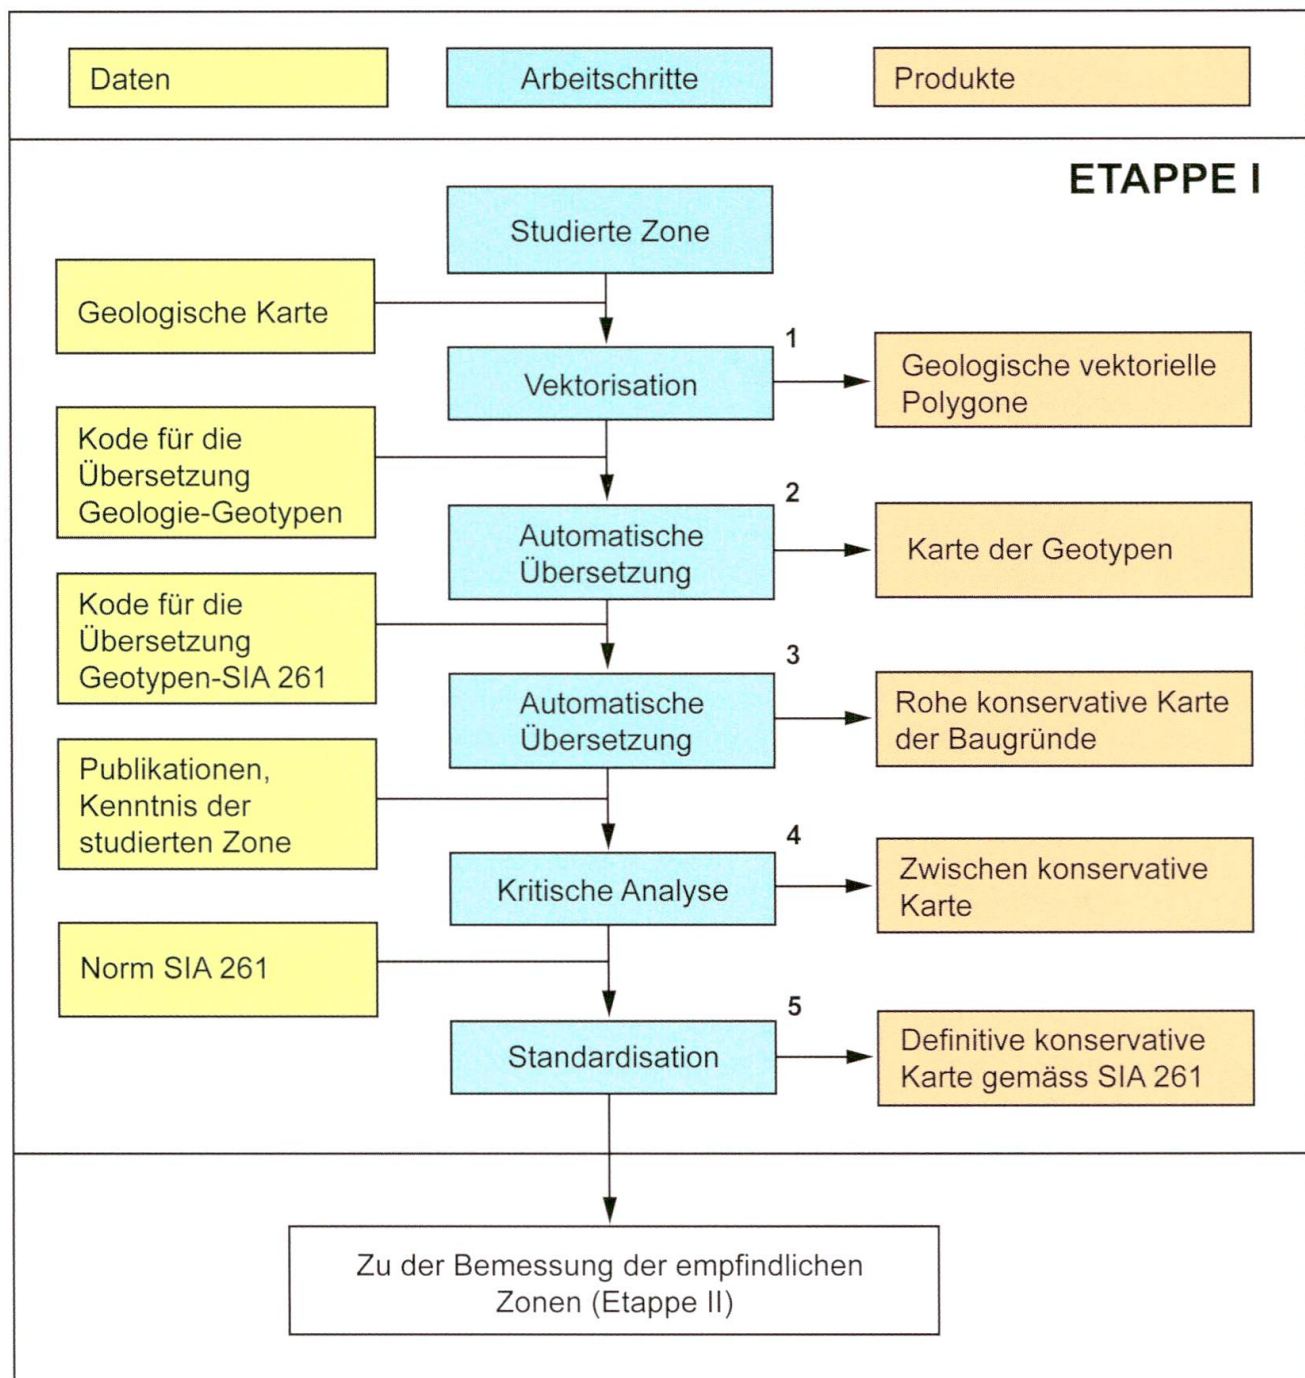 Daten
Arbeitschritte
Produkte
ETAPPE I
Studierte Zone
Geologische Karte
Vektorisation
1
Geologische vektorielle
Polygone
Kode für die
Übersetzung
Geologie-Geotypen
Automatische
Übersetzung
2
Karte der Geotypen
Kode für die
Übersetzung
Geotypen-SIA 261
Automatische
Übersetzung
3
Rohe konservative Karte
der Baugründe
Publikationen,
Kenntnis der
studierten Zone
Kritische Analyse
4
Zwischen konservative
Karte
Norm SIA 261
Standardisation
5
Definitive konservative
Karte gemäss SIA 261
Zu der Bemessung der empfindlichen
Zonen (Etappe II)